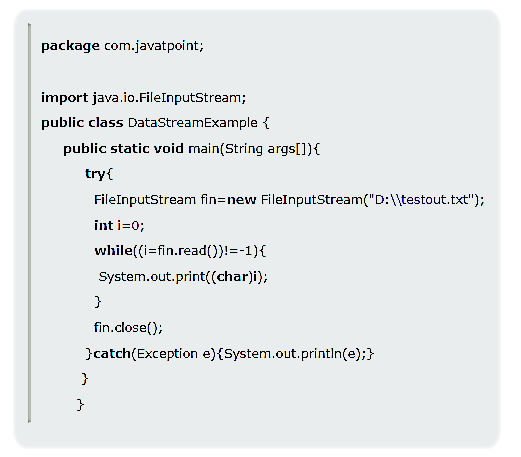 package com.javatpoint;
import java.io.FileInputStream;
public class DataStreamExample {
public static void main(String args[]){
try{
FileInputStream fin=new FileInputStream("D:\\testout.txt");
int i=0;
while((i=fin.read())!=-1){
System.out.print((char)i);
}
fin.close();
}catch(Exception e){System.out.println(e);}
}
}